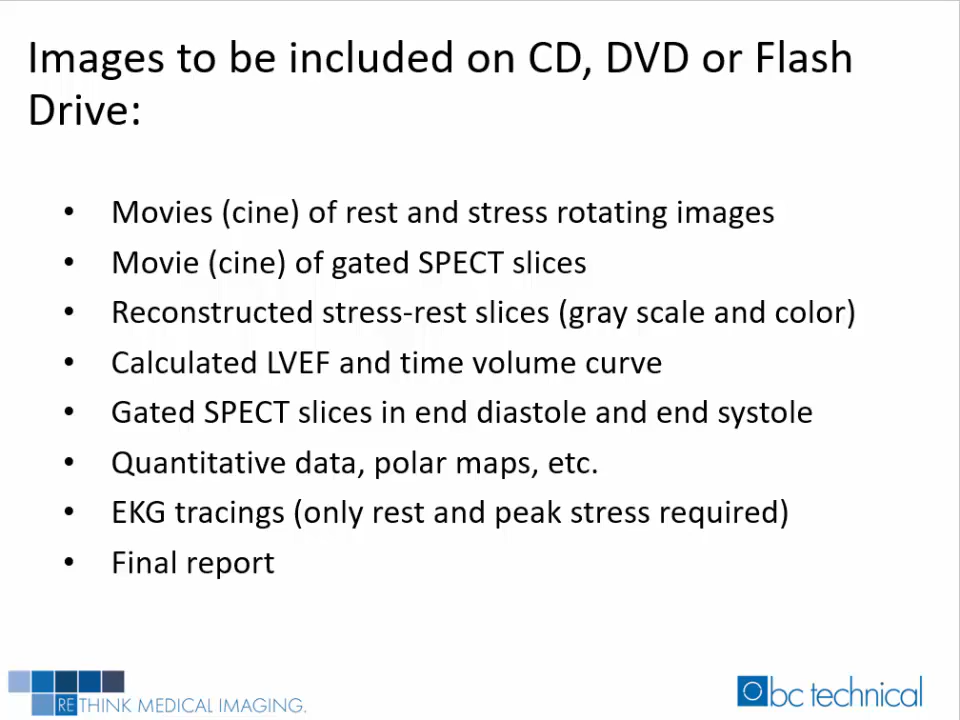 Images to be included on CD, DVD or Flash
Drive:
• Movies (cine) of rest and stress rotating images
• Movie (cine) of gated SPECT slices
• Reconstructed stress-rest slices (gray scale and color)
• Calculated LVEF and time volume curve
• Gated SPECT slices in end diastole and end systole
• Quantitative data, polar maps, etc.
• EKG tracings (only rest and peak stress required)
• Final report
RETHINK MEDICAL IMAGING.
bc technical